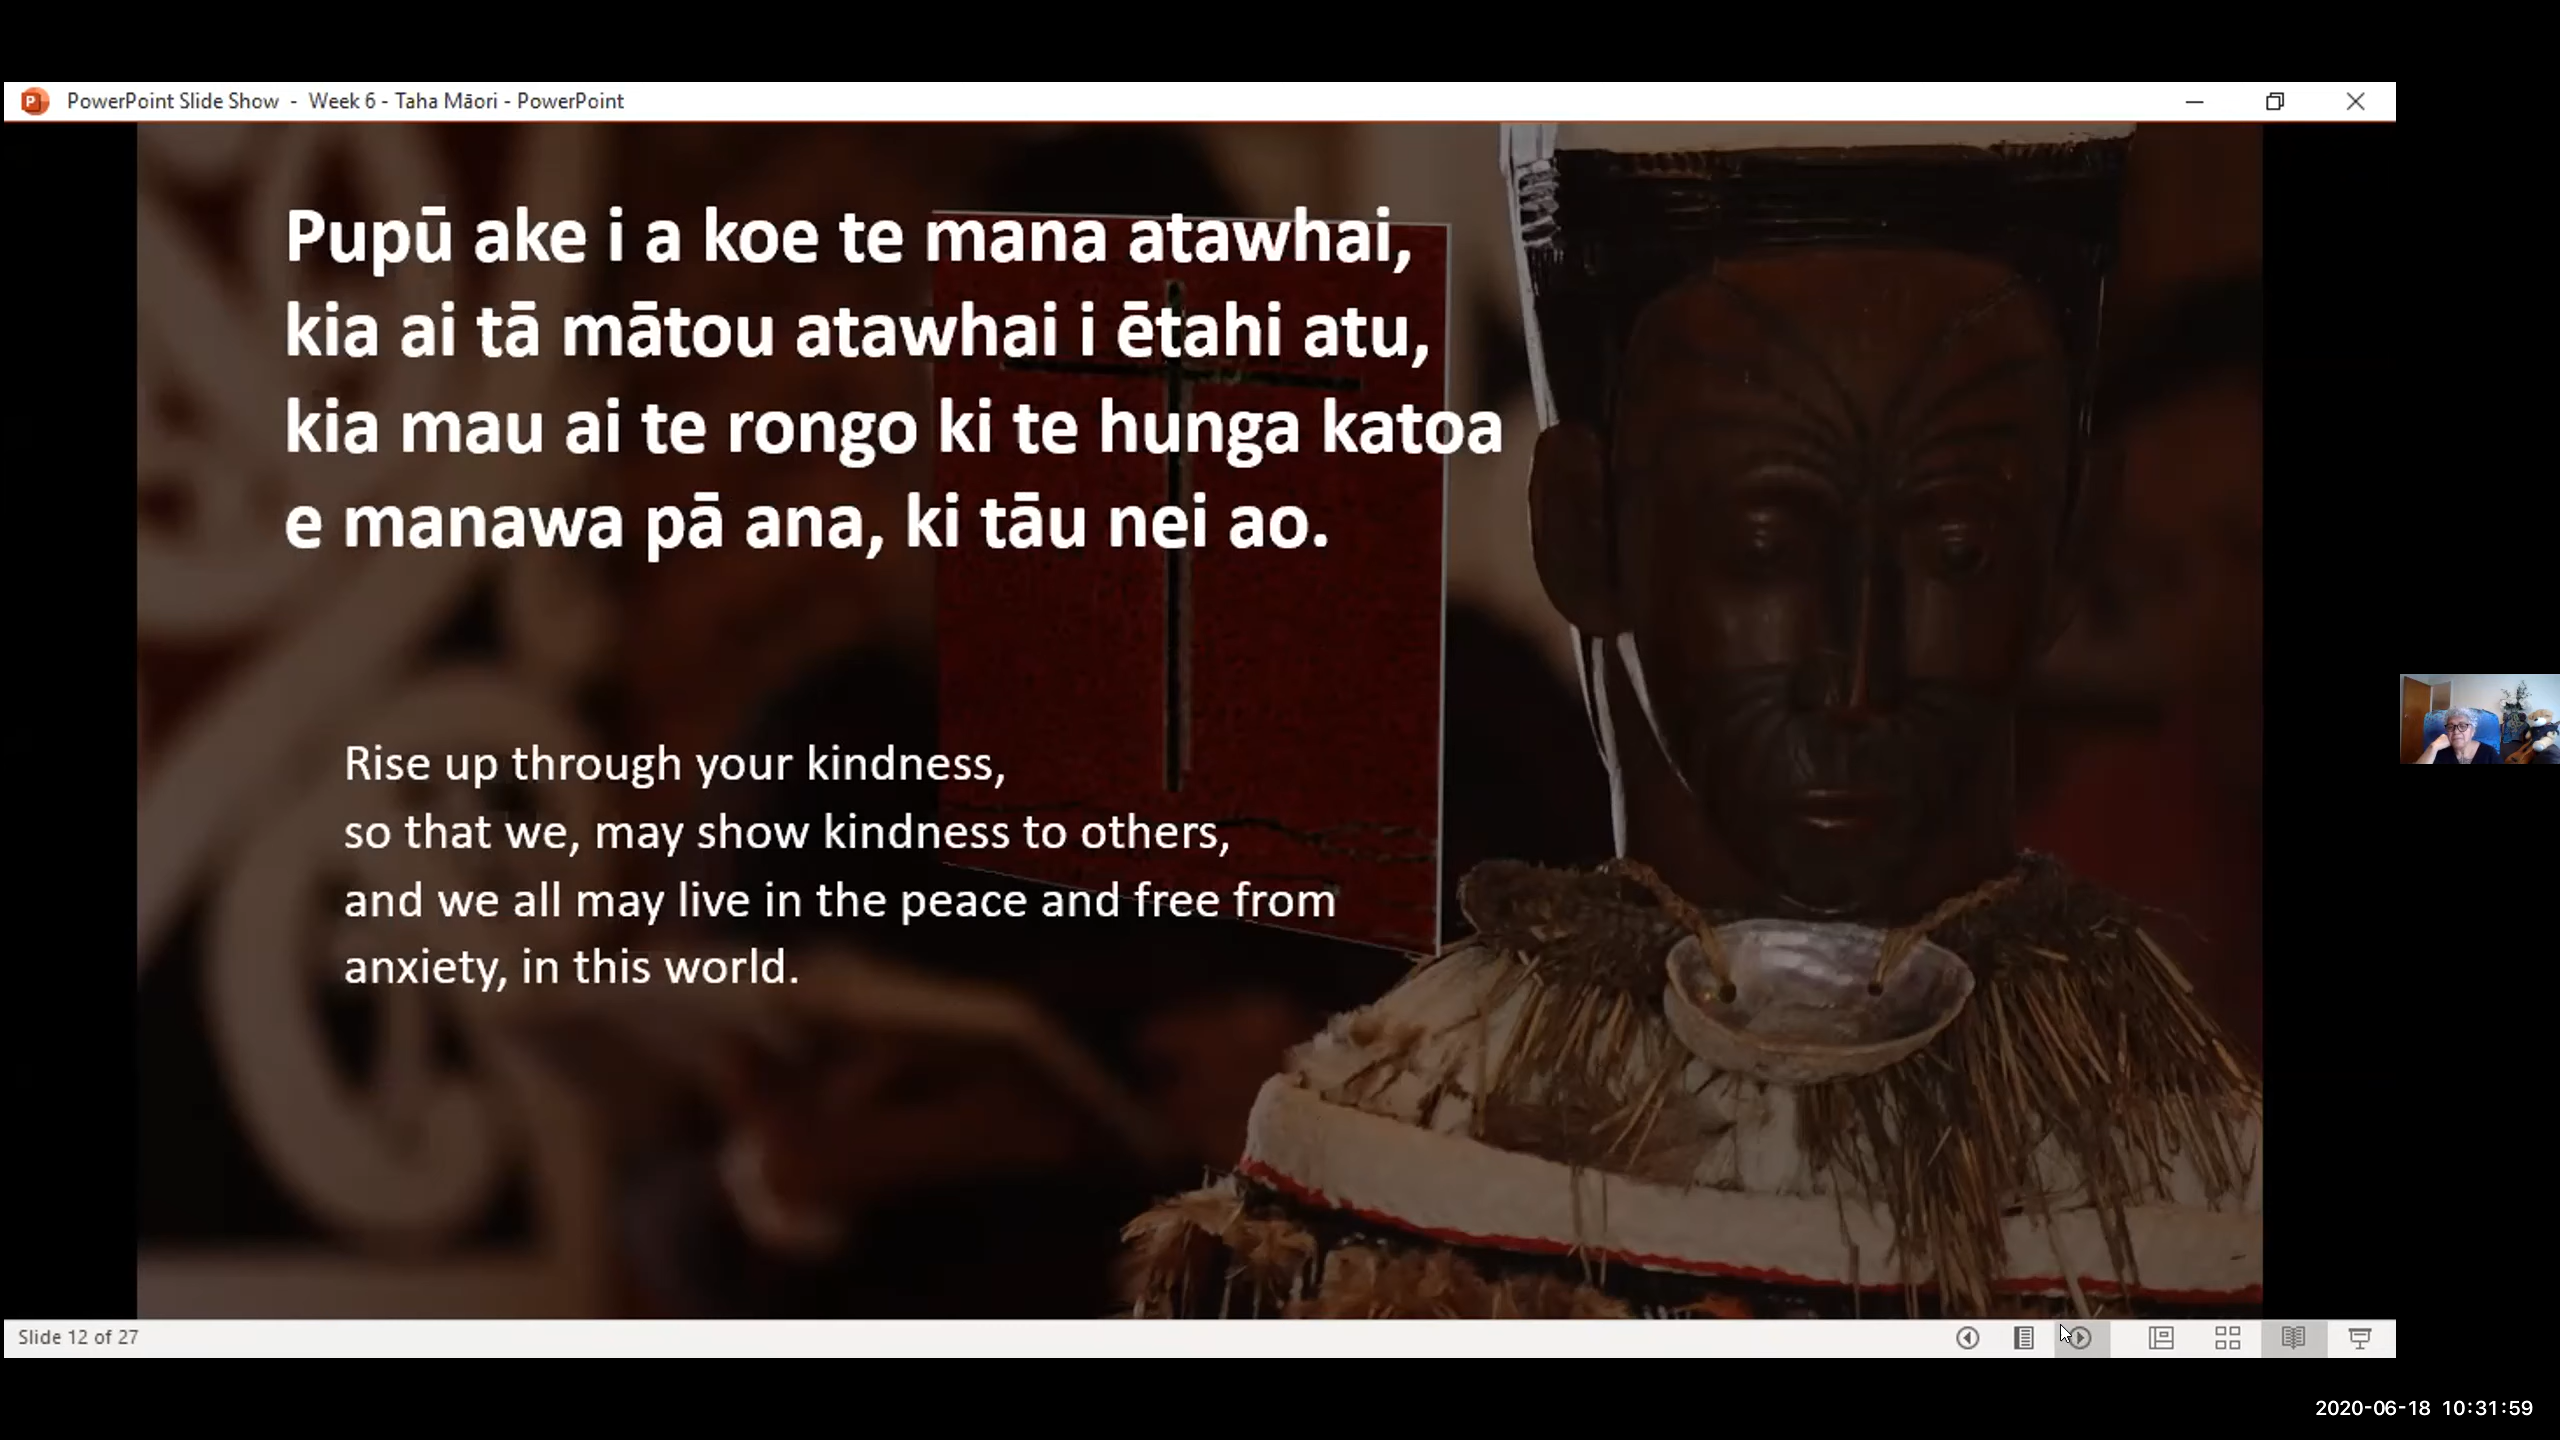 PowerPoint Slide Show - Week 6 - Taha Māori - PowerPoint
Pupū ake i a koe te mana atawhai,
kia ai tā mātou atawhai i ētahi atu,
kia mau ai te rongo ki te hunga katoa
e manawa pā ana, ki tāu nei ao.
Rise up through your kindness,
so that we, may show kindness to others,
and we all may live in the peace and free from
anxiety, in this world.
Slide 12 of 27
2020-06-18 10:31:59